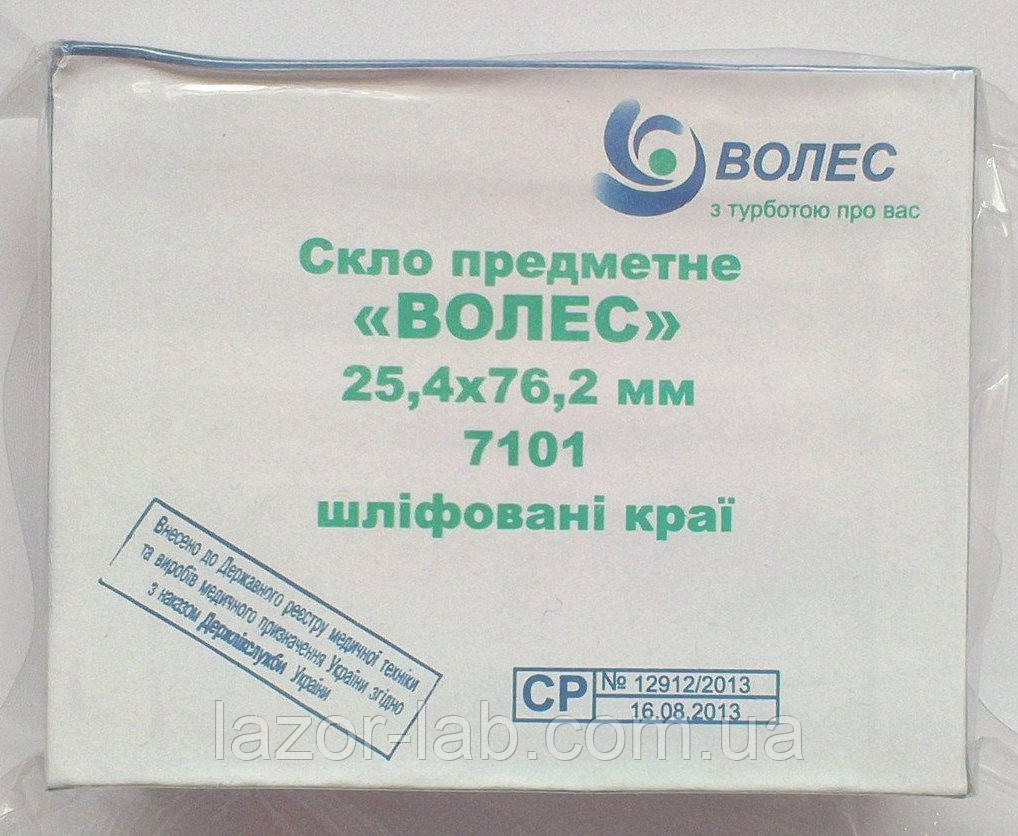 ВОЛЕС
з турботою про вас
Скло предметне
«ВОЛЕС»
25,4х76,2 мм
7101
шліфовані краї
Внесено до Державного реєстру медичної техніки
та виробів медичного призначення України згідно
з наказом Держлікслужби України
СР
№ 12912/2013
16.08.2013
lazor-lab.com.ua